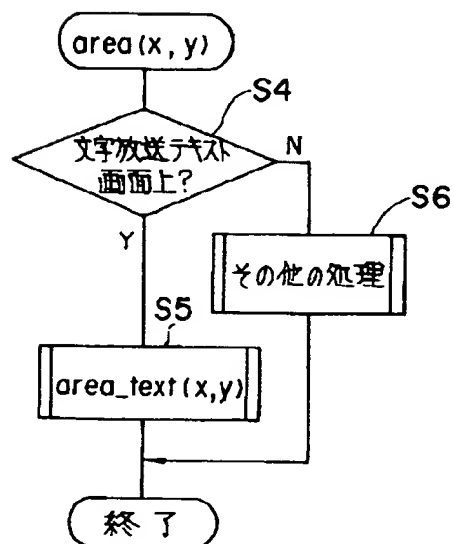 area(x,y)
S4
文字放送テキスト
画面上?
N
S6
Y
その他の処理
S5
area_text(x,y)
終了